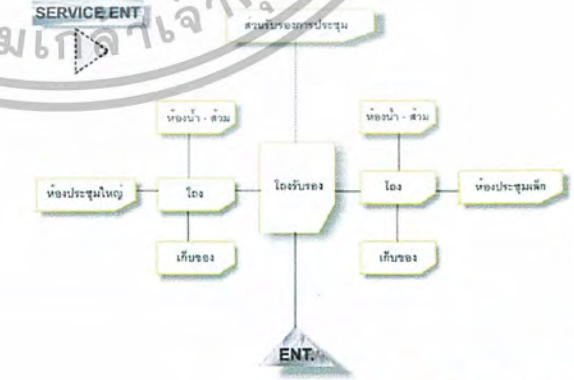 SERVICE ENT
ส่วนรับรองการประชุม
ห้องน้ำ - ส้วม
ห้องน้ำ - ส้วม
ห้องประชุมใหญ่
โถง
โถงรับรอง
โถง
ห้องประชุมเล็ก
เก็บของ
เก็บของ
ENT.